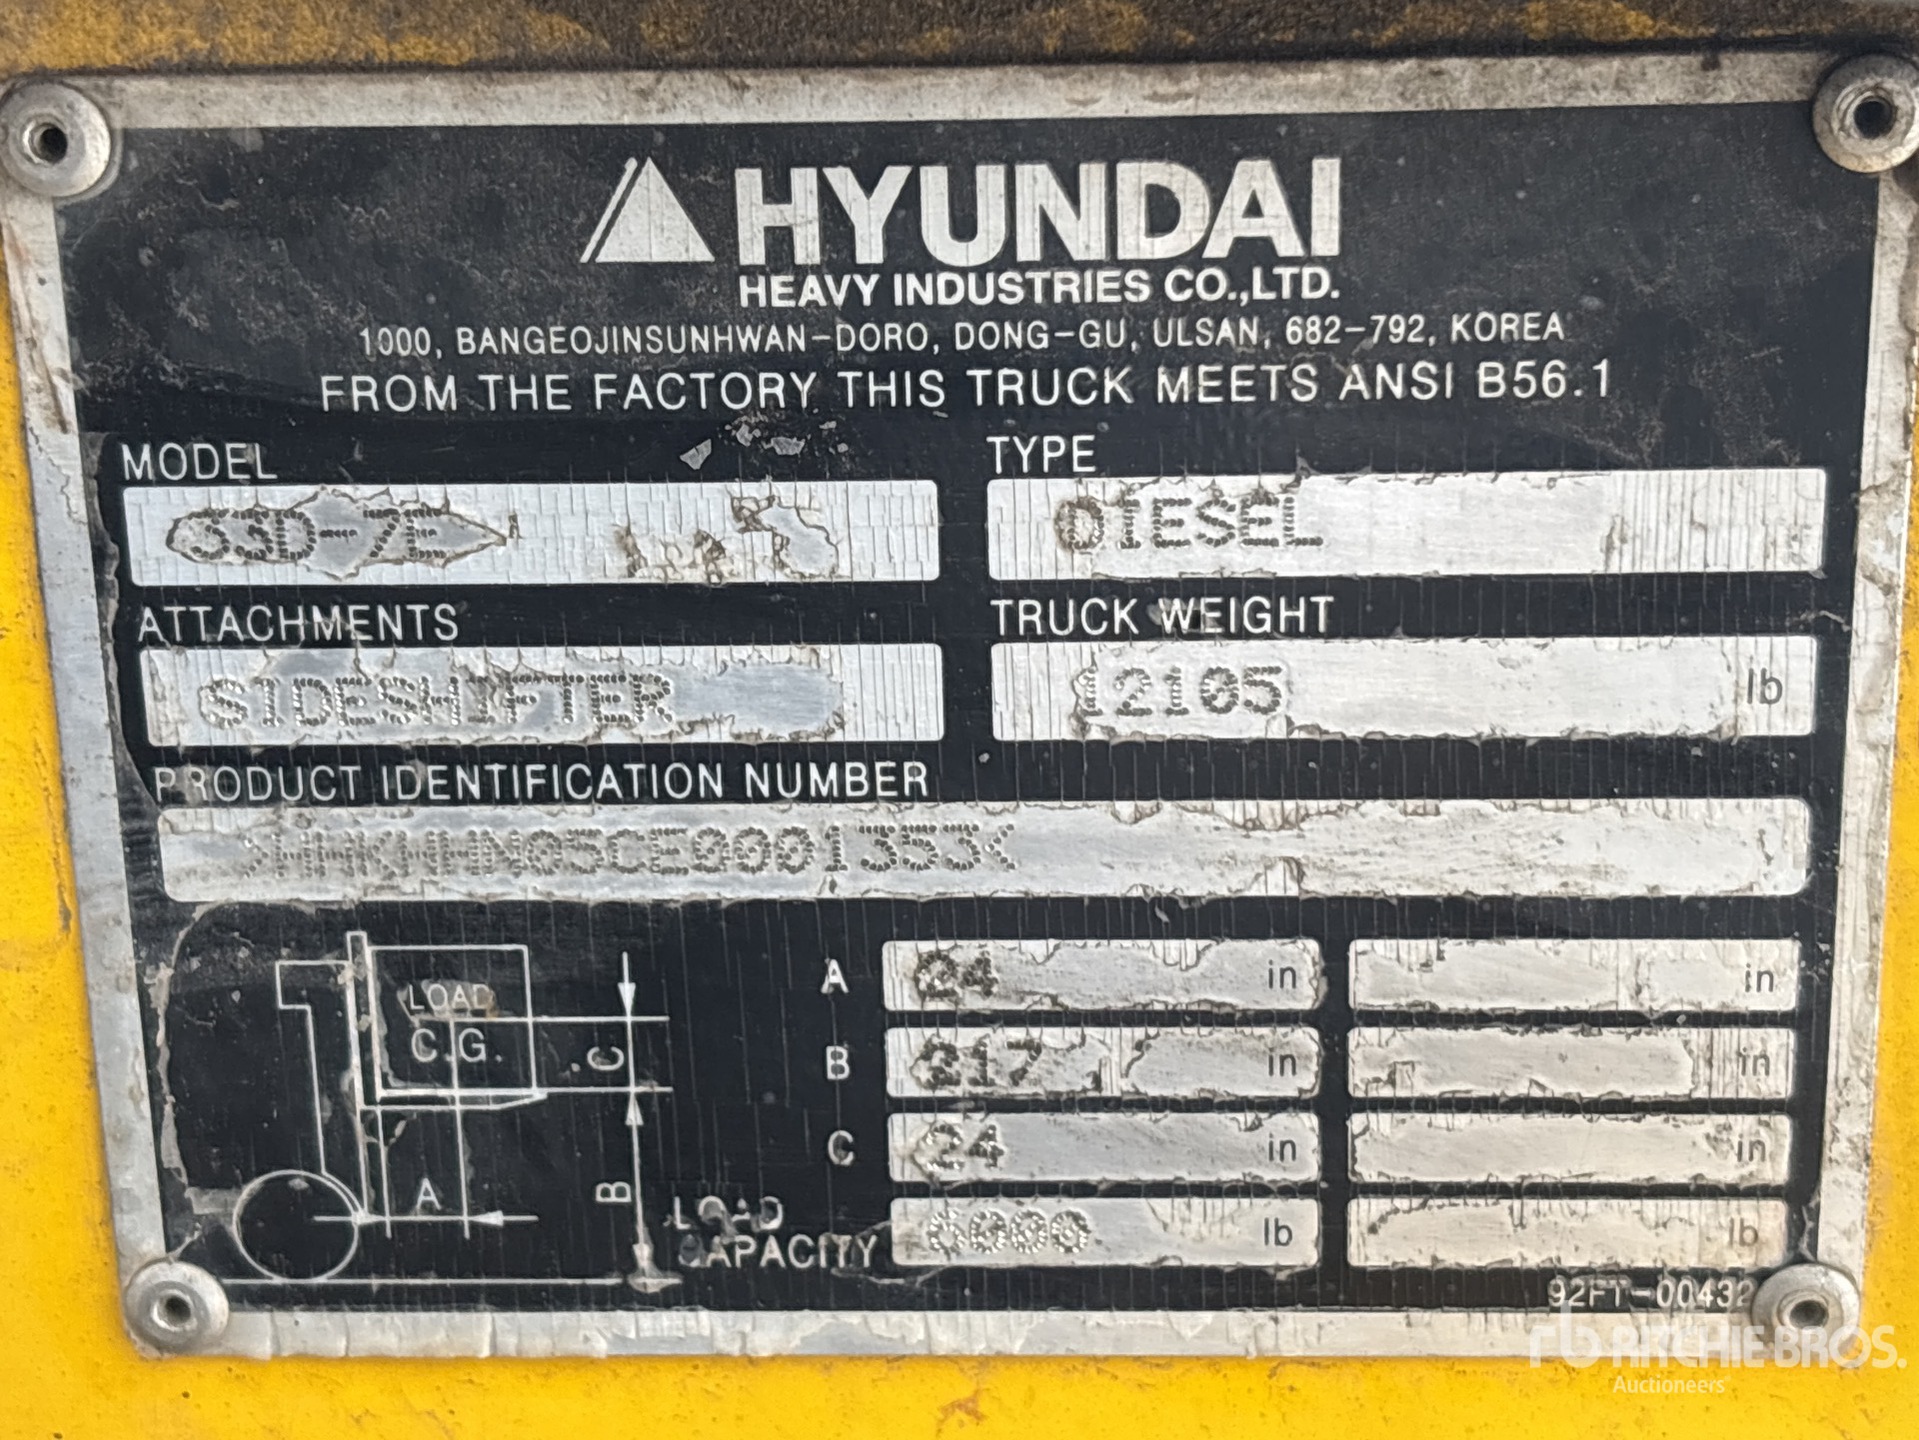 HYUNDAI
HEAVY INDUSTRIES CO.,LTD.
1000, BANGEOJINSUNHWAN-DORO, DONG-GU, ULSAN, 682-792, KOREA
FROM THE FACTORY THIS TRUCK MEETS ANSI B56.1
MODEL TYPE
DIESEL
ATTACHMENTS TRUCK WEIGHT
SIDESHIFTER 12105 lb
PRODUCT IDENTIFICATION NUMBER
LOAD
C.G.
C
A
B
A 24 in in
B 217 in in
C 24 in in
LOAD
CAPACITY lb lb
92FT-00432
rb RITCHIE BROS.
Auctioneers